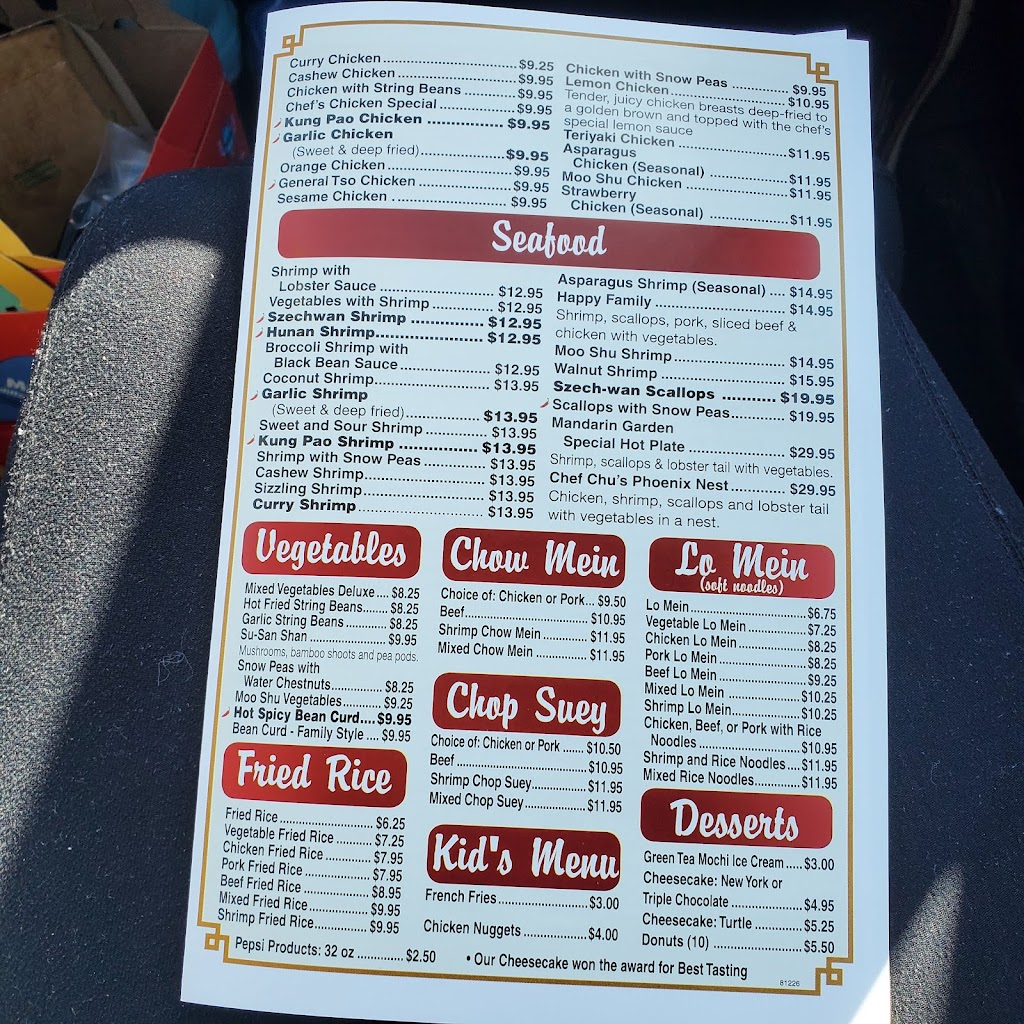 Curry Chicken $9.25
Cashew Chicken $9.95
Chicken with String Beans $9.95
Chef's Chicken Special $9.95
Kung Pao Chicken $9.95
Garlic Chicken
(Sweet & deep fried) $9.95
Orange Chicken $9.95
General Tso Chicken $9.95
Sesame Chicken $9.95
Chicken with Snow Peas $9.95
Lemon Chicken $10.95
Tender, juicy chicken breasts deep-fried to
a golden brown and topped with the chef's
special lemon sauce
Teriyaki Chicken $11.95
Asparagus
Chicken (Seasonal) $11.95
Moo Shu Chicken $11.95
Strawberry
Chicken (Seasonal) $11.95
Seafood
Shrimp with
Lobster Sauce $12.95
Vegetables with Shrimp $12.95
Szechwan Shrimp $12.95
Hunan Shrimp $12.95
Broccoli Shrimp with
Black Bean Sauce $12.95
Coconut Shrimp $13.95
Garlic Shrimp
(Sweet & deep fried) $13.95
Sweet and Sour Shrimp $13.95
Kung Pao Shrimp $13.95
Shrimp with Snow Peas $13.95
Cashew Shrimp $13.95
Sizzling Shrimp $13.95
Curry Shrimp $13.95
Asparagus Shrimp (Seasonal) $14.95
Happy Family $14.95
Shrimp, scallops, pork, sliced beef &
chicken with vegetables.
Moo Shu Shrimp $14.95
Walnut Shrimp $15.95
Szech-wan Scallops $19.95
Scallops with Snow Peas $19.95
Mandarin Garden
Special Hot Plate $29.95
Shrimp, scallops & lobster tail with vegetables.
Chef Chu's Phoenix Nest $29.95
Chicken, shrimp, scallops and lobster tail
with vegetables in a nest.
Vegetables
Mixed Vegetables Deluxe $8.25
Hot Fried String Beans $8.25
Garlic String Beans $8.25
Su-San Shan $9.95
Mushrooms, bamboo shoots and pea pods.
Snow Peas with
Water Chestnuts $8.25
Moo Shu Vegetables $9.25
Hot Spicy Bean Curd $9.95
Bean Curd - Family Style $9.95
Fried Rice
Fried Rice $6.25
Vegetable Fried Rice $7.25
Chicken Fried Rice $7.95
Pork Fried Rice $7.95
Beef Fried Rice $8.95
Mixed Fried Rice $9.95
Shrimp Fried Rice $9.95
Chow Mein
Choice of: Chicken or Pork $9.50
Beef $10.95
Shrimp Chow Mein $11.95
Mixed Chow Mein $11.95
Chop Suey
Choice of: Chicken or Pork $10.50
Beef $10.95
Shrimp Chop Suey $11.95
Mixed Chop Suey $11.95
Kid's Menu
French Fries $3.00
Chicken Nuggets $4.00
Lo Mein
(soft noodles)
Lo Mein $6.75
Vegetable Lo Mein $7.25
Chicken Lo Mein $8.25
Pork Lo Mein $8.25
Beef Lo Mein $9.25
Mixed Lo Mein $10.25
Shrimp Lo Mein $10.25
Chicken, Beef, or Pork with Rice
Noodles $10.95
Shrimp and Rice Noodles $11.95
Mixed Rice Noodles $11.95
Desserts
Green Tea Mochi Ice Cream $3.00
Cheesecake: New York or
Triple Chocolate $4.95
Cheesecake: Turtle $5.25
Donuts (10) $5.50
Pepsi Products: 32 oz $2.50
• Our Cheesecake won the award for Best Tasting
81226